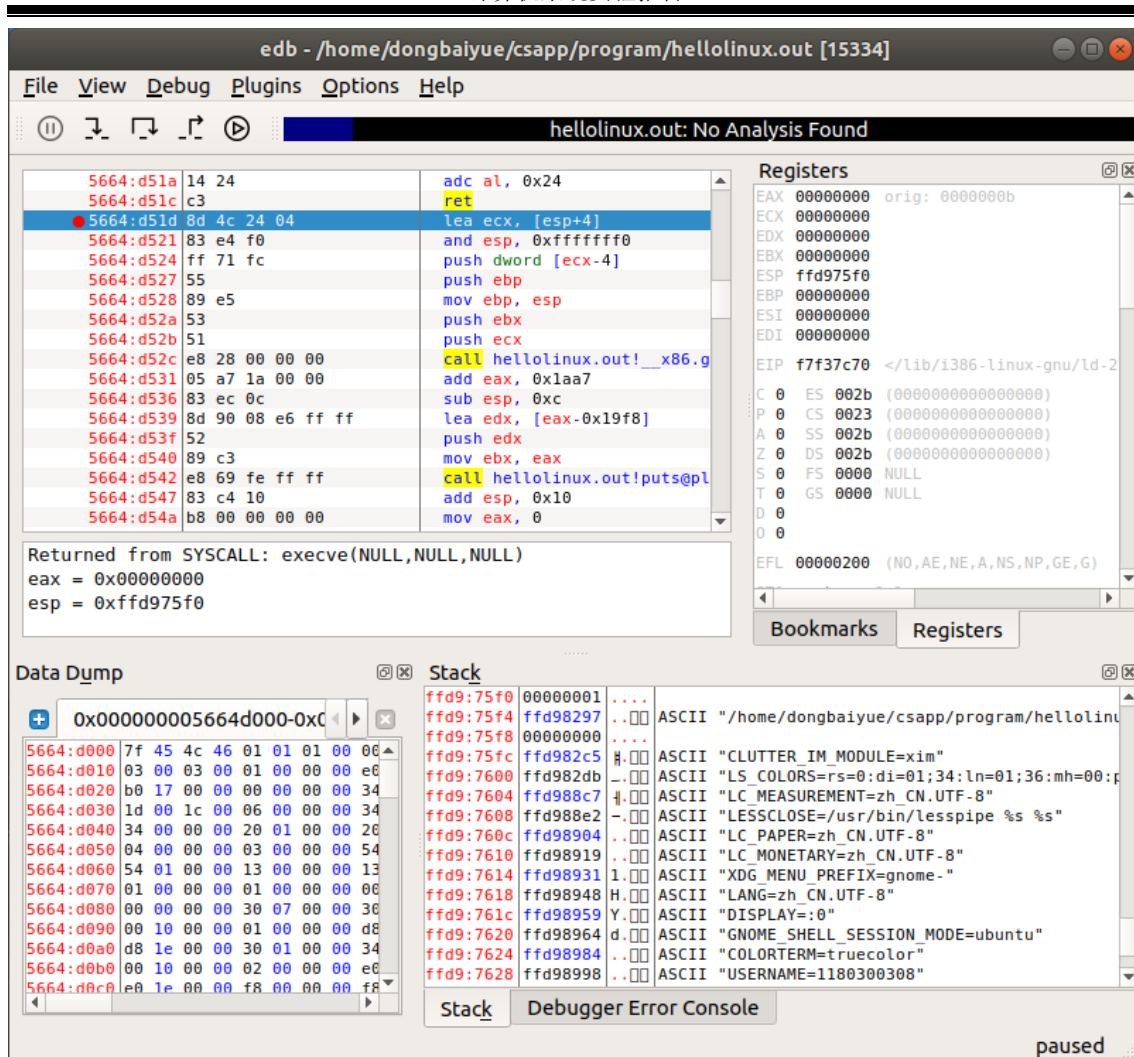 edb - /home/dongbaiyue/csapp/program/hellolinux.out [15334]
File View Debug Plugins Options Help
hellolinux.out: No Analysis Found
5664:d51a 14 24 adc al, 0x24
5664:d51c c3 ret
5664:d51d 8d 4c 24 04 lea ecx, [esp+4]
5664:d521 83 e4 f0 and esp, 0xfffffff0
5664:d524 ff 71 fc push dword [ecx-4]
5664:d527 55 push ebp
5664:d528 89 e5 mov ebp, esp
5664:d52a 53 push ebx
5664:d52b 51 push ecx
5664:d52c e8 28 00 00 00 call hellolinux.out!__x86.g
5664:d531 05 a7 1a 00 00 add eax, 0x1aa7
5664:d536 83 ec 0c sub esp, 0xc
5664:d539 8d 90 08 e6 ff ff lea edx, [eax-0x19f8]
5664:d53f 52 push edx
5664:d540 89 c3 mov ebx, eax
5664:d542 e8 69 fe ff ff call hellolinux.out!puts@pl
5664:d547 83 c4 10 add esp, 0x10
5664:d54a b8 00 00 00 00 mov eax, 0
Returned from SYSCALL: execve(NULL,NULL,NULL)
eax = 0x00000000
esp = 0xffd975f0
Registers
EAX 00000000 orig: 0000000b
ECX 00000000
EDX 00000000
EBX 00000000
ESP ffd975f0
EBP 00000000
ESI 00000000
EDI 00000000
EIP f7f37c70 </lib/i386-linux-gnu/ld-2
C 0 ES 002b (0000000000000000)
P 0 CS 0023 (0000000000000000)
A 0 SS 002b (0000000000000000)
Z 0 DS 002b (0000000000000000)
S 0 FS 0000 NULL
T 0 GS 0000 NULL
D 0
O 0
EFL 00000200 (NO,AE,NE,A,NS,NP,GE,G)
Bookmarks Registers
Data Dump
0x000000005664d000-0x0
5664:d000 7f 45 4c 46 01 01 01 00 00
5664:d010 03 00 03 00 01 00 00 00 e0
5664:d020 b0 17 00 00 00 00 00 00 34
5664:d030 1d 00 1c 00 06 00 00 00 34
5664:d040 34 00 00 00 20 01 00 00 20
5664:d050 04 00 00 00 03 00 00 00 54
5664:d060 54 01 00 00 13 00 00 00 13
5664:d070 01 00 00 00 01 00 00 00 00
5664:d080 00 00 00 00 30 07 00 00 30
5664:d090 00 10 00 00 01 00 00 00 d8
5664:d0a0 d8 1e 00 00 30 01 00 00 34
5664:d0b0 00 10 00 00 02 00 00 00 e0
5664:d0c0 e0 1e 00 00 f8 00 00 00 f8
Stack
ffd9:75f0 00000001 ....
ffd9:75f4 ffd98297 .. ASCII "/home/dongbaiyue/csapp/program/hellolinu
ffd9:75f8 00000000 ....
ffd9:75fc ffd982c5 . ASCII "CLUTTER_IM_MODULE=xim"
ffd9:7600 ffd982db . ASCII "LS_COLORS=rs=0:di=01;34:ln=01;36:mh=00:p
ffd9:7604 ffd988c7 . ASCII "LC_MEASUREMENT=zh_CN.UTF-8"
ffd9:7608 ffd988e2 . ASCII "LESSCLOSE=/usr/bin/lesspipe %s %s"
ffd9:760c ffd98904 .. ASCII "LC_PAPER=zh_CN.UTF-8"
ffd9:7610 ffd98919 .. ASCII "LC_MONETARY=zh_CN.UTF-8"
ffd9:7614 ffd98931 1. ASCII "XDG_MENU_PREFIX=gnome-"
ffd9:7618 ffd98948 H. ASCII "LANG=zh_CN.UTF-8"
ffd9:761c ffd98959 Y. ASCII "DISPLAY=:0"
ffd9:7620 ffd98964 d. ASCII "GNOME_SHELL_SESSION_MODE=ubuntu"
ffd9:7624 ffd98984 .. ASCII "COLORTERM=truecolor"
ffd9:7628 ffd98998 .. ASCII "USERNAME=1180300308"
Stack Debugger Error Console
paused